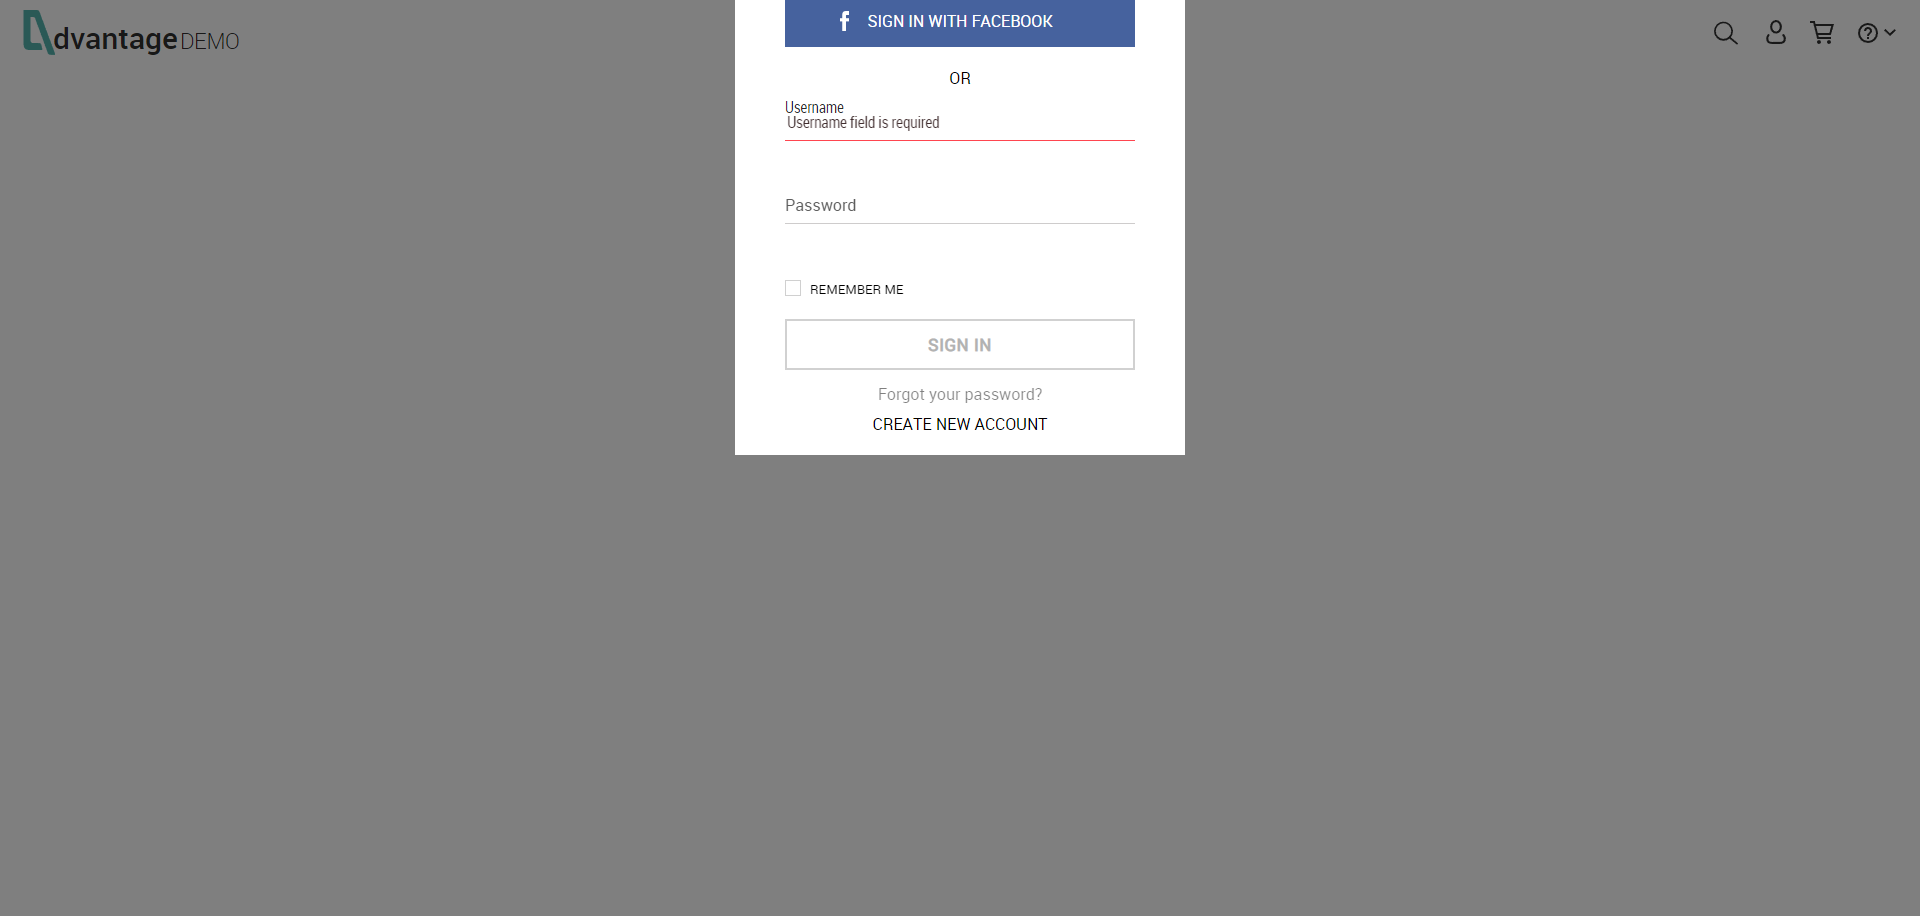 dvantage DEMO
SIGN IN WITH FACEBOOK
OR
Username
Username field is required
Password
REMEMBER ME
SIGN IN
Forgot your password?
CREATE NEW ACCOUNT